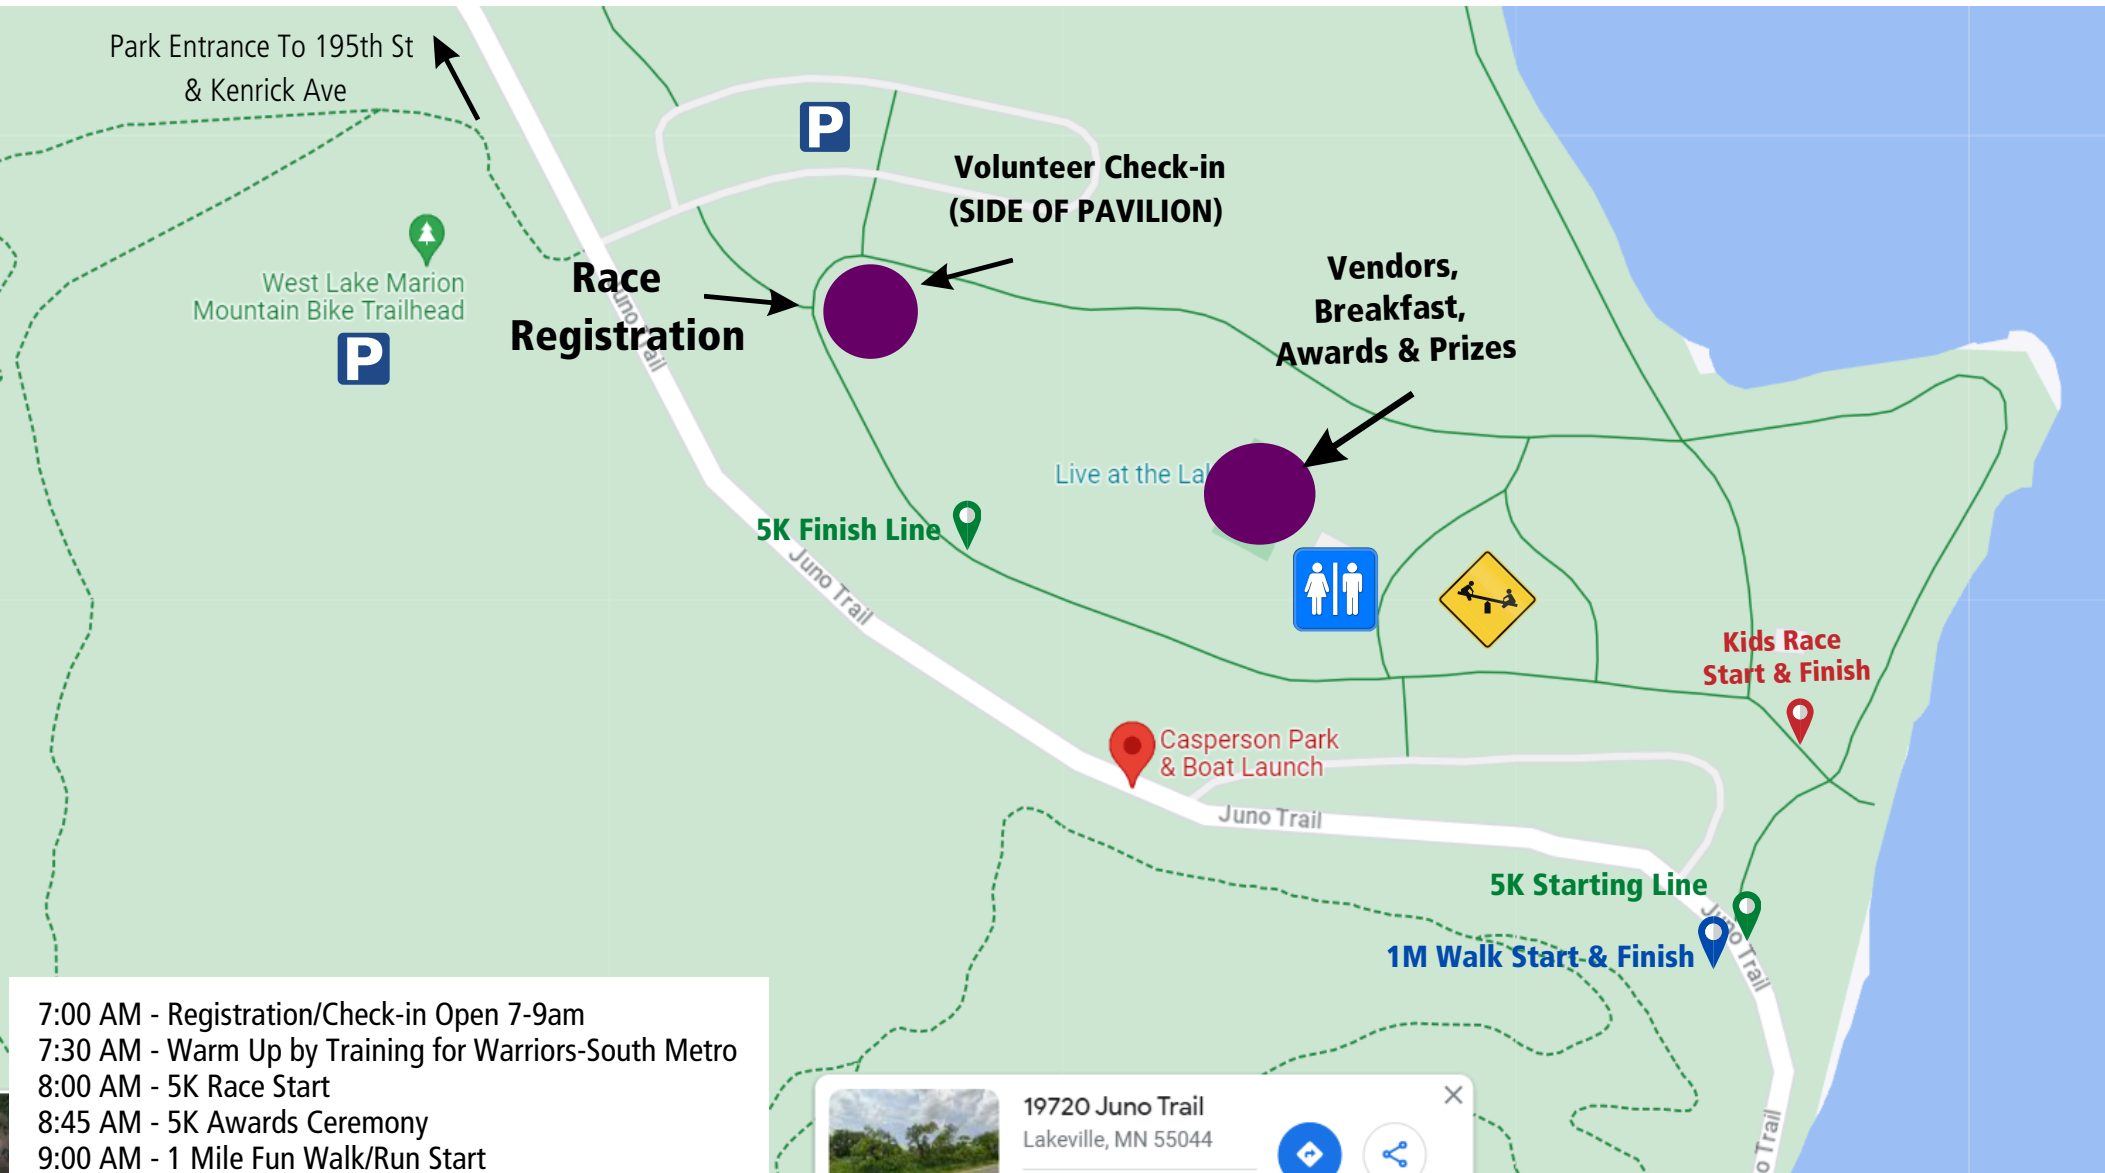 Park Entrance To 195th St
& Kenrick Ave
P
Volunteer Check-in
(SIDE OF PAVILION)
West Lake Marion
Mountain Bike Trailhead
P
Race
Registration
Juno Trail
Vendors,
Breakfast,
Awards & Prizes
Live at the
5K Finish Line
Juno Trail
Kids Race
Start & Finish
Casperson Park
& Boat Launch
Juno Trail
5K Starting Line
1M Walk Start & Finish
Juno Trail
Trail
7:00 AM - Registration/Check-in Open 7-9am
7:30 AM - Warm Up by Training for Warriors-South Metro
8:00 AM - 5K Race Start
8:45 AM - 5K Awards Ceremony
9:00 AM - 1 Mile Fun Walk/Run Start
19720 Juno Trail
Lakeville, MN 55044